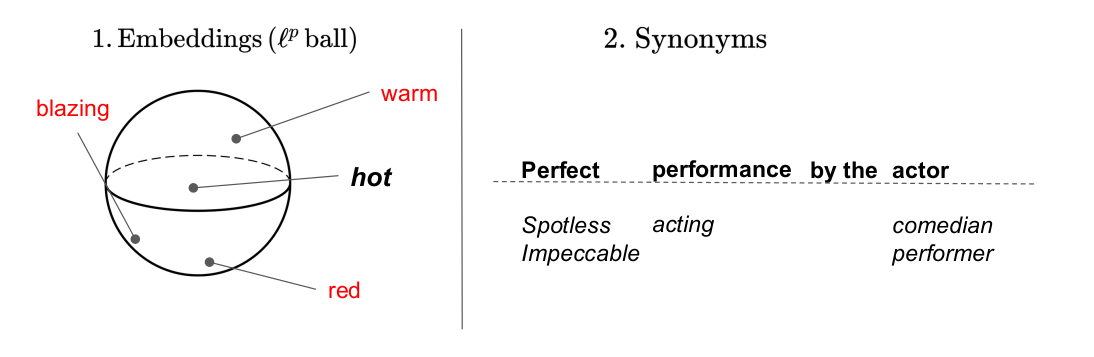 1. Embeddings (ℓᵖ ball)
blazing
warm
hot
red
2. Synonyms
Perfect performance by the actor
Spotless acting comedian
Impeccable performer